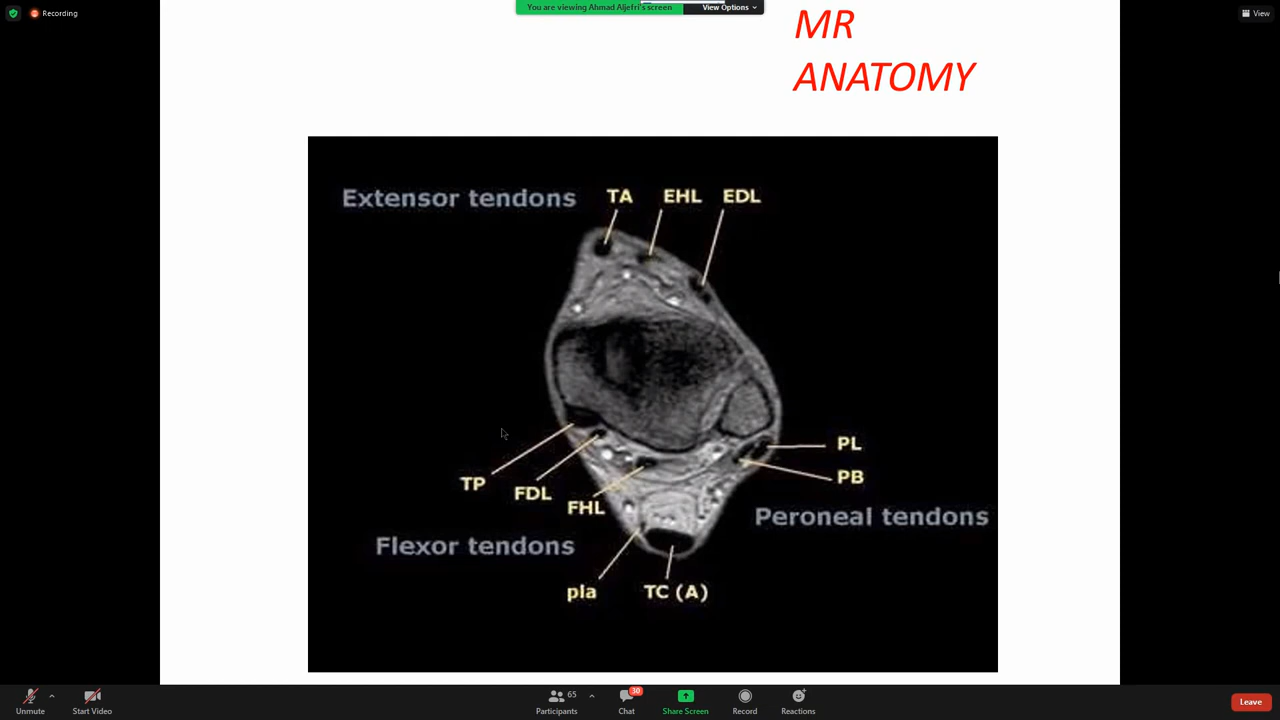 You are viewing Ahmad Aljefri's screen
View Options
Recording
View
MR
ANATOMY
Extensor tendons
TA
EHL
EDL
TP
FDL
FHL
PL
PB
Peroneal tendons
Flexor tendons
pla
TC (A)
Unmute
Start Video
65
Participants
30
Chat
Share Screen
Record
Reactions
Leave